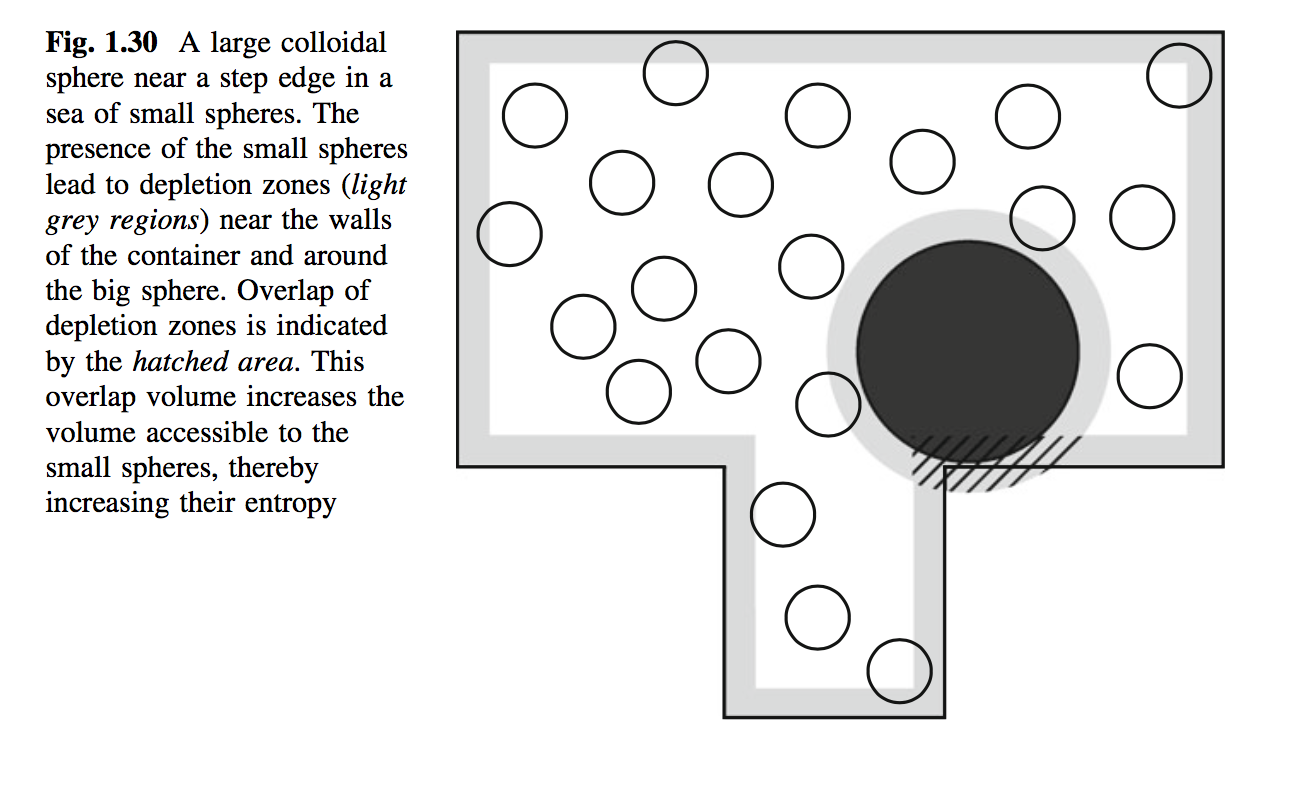 Fig. 1.30 A large colloidal
sphere near a step edge in a
sea of small spheres. The
presence of the small spheres
lead to depletion zones (light
grey regions) near the walls
of the container and around
the big sphere. Overlap of
depletion zones is indicated
by the hatched area. This
overlap volume increases the
volume accessible to the
small spheres, thereby
increasing their entropy